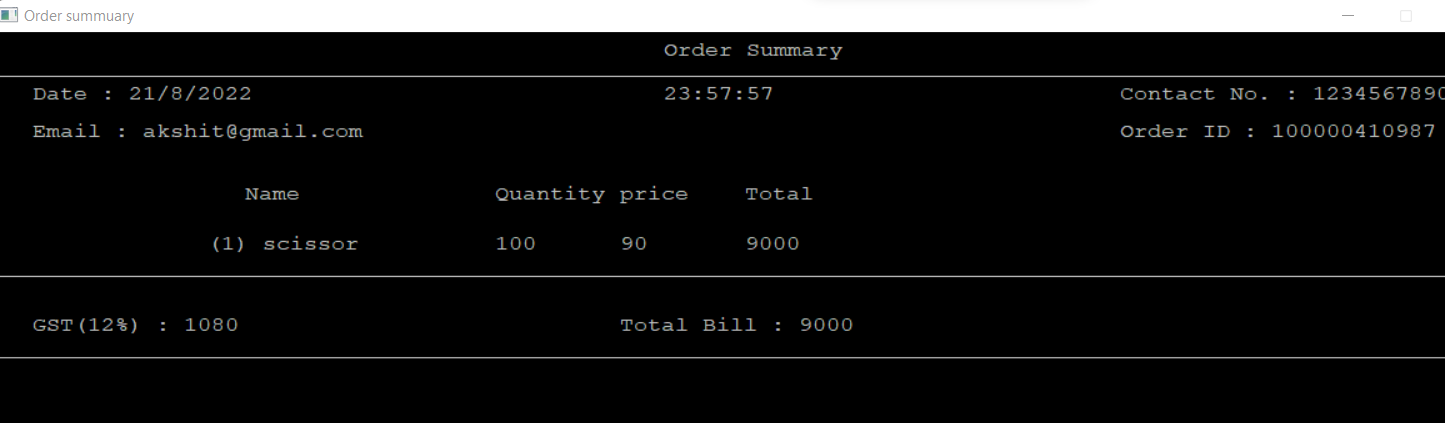 Order summuary
Order Summary
Date : 21/8/2022 23:57:57 Contact No. : 1234567890
Email : akshit@gmail.com Order ID : 100000410987
Name Quantity price Total
(1) scissor 100 90 9000
GST(12%) : 1080 Total Bill : 9000